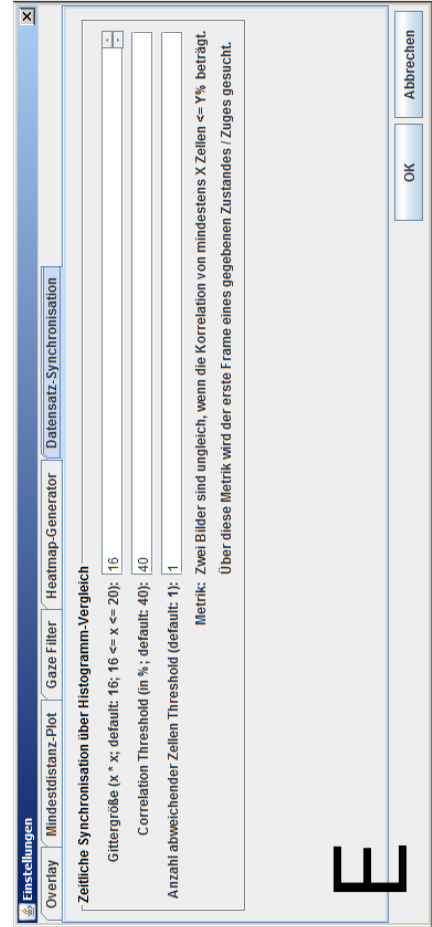 Einstellungen
Overlay Mindestdistanz-Plot Gaze Filter Heatmap-Generator Datensatz-Synchronisation
Zeitliche Synchronisation über Histogramm-Vergleich
Gittergröße (x * x; default: 16; 16 <= x <= 20): 16
Correlation Threshold (in %; default: 40): 40
Anzahl abweichender Zellen Threshold (default: 1): 1
Metrik: Zwei Bilder sind ungleich, wenn die Korrelation von mindestens X Zellen <= Y% beträgt.
Über diese Metrik wird der erste Frame eines gegebenen Zustandes / Zuges gesucht.
E
OK Abbrechen